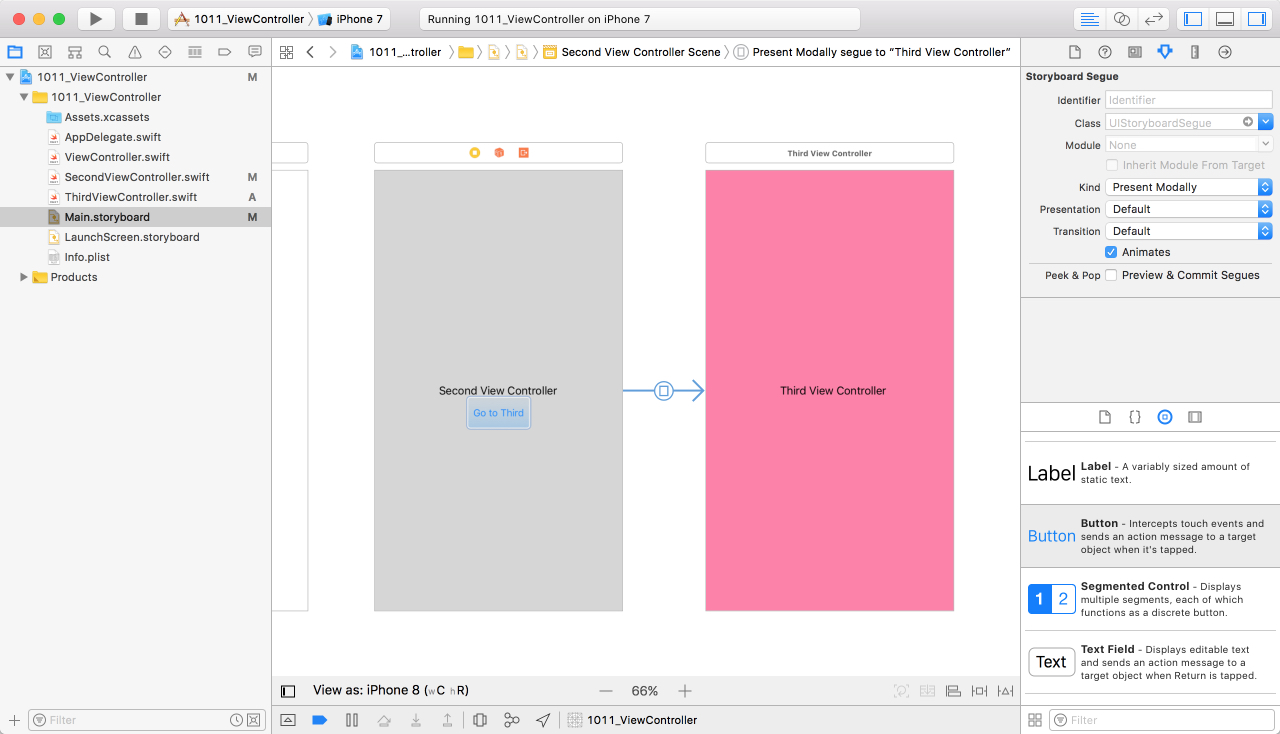 1011_ViewController
iPhone 7
Running 1011_ViewController on iPhone 7
1011_...troller
Second View Controller Scene
Present Modally segue to “Third View Controller”
1011_ViewController
M
1011_ViewController
Assets.xcassets
AppDelegate.swift
ViewController.swift
SecondViewController.swift
M
ThirdViewController.swift
A
Main.storyboard
M
LaunchScreen.storyboard
Info.plist
Products
Filter
Third View Controller
Second View Controller
Go to Third
Third View Controller
View as: iPhone 8 (wC hR)
66%
1011_ViewController
Storyboard Segue
Identifier
Identifier
Class
UIStoryboardSegue
Module
None
Inherit Module From Target
Kind
Present Modally
Presentation
Default
Transition
Default
Animates
Peek & Pop
Preview & Commit Segues
{}
Label
Label - A variably sized amount of
static text.
Button
Button - Intercepts touch events and
sends an action message to a target
object when it's tapped.
1 2
Segmented Control - Displays
multiple segments, each of which
functions as a discrete button.
Text
Text Field - Displays editable text
and sends an action message to a
target object when Return is tapped.
Filter